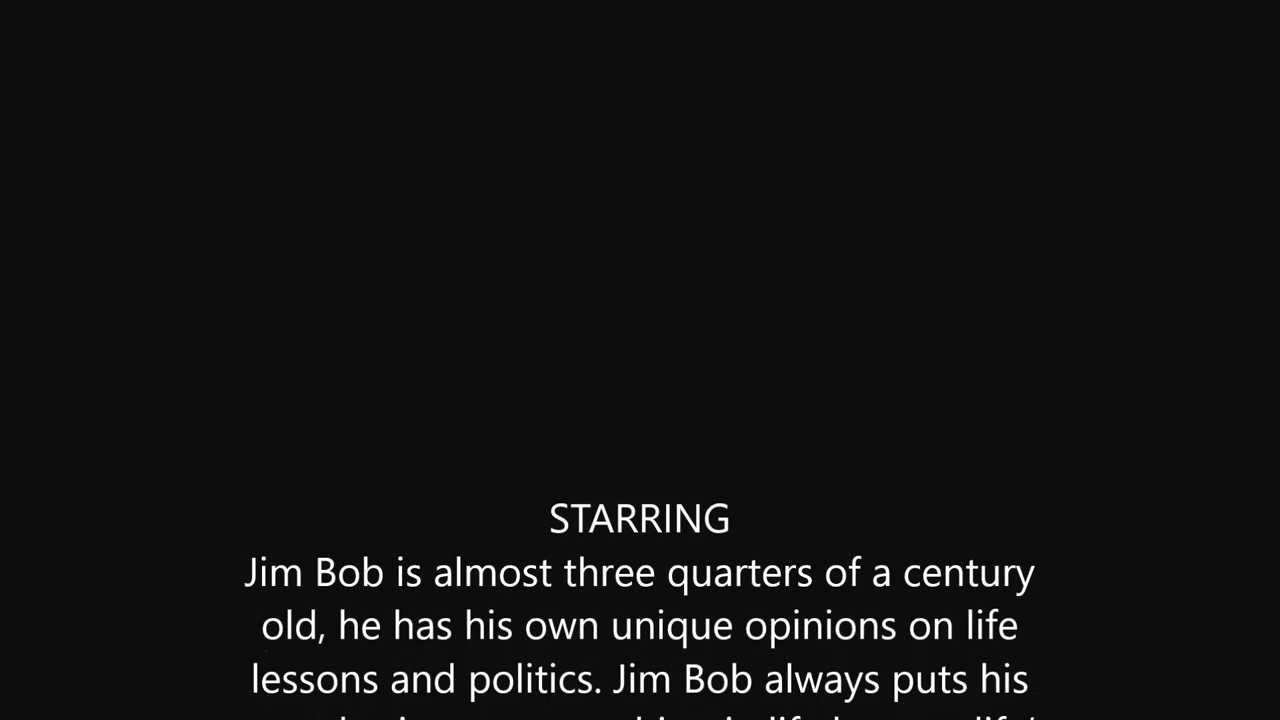 STARRING
Jim Bob is almost three quarters of a century
old, he has his own unique opinions on life
lessons and politics. Jim Bob always puts his